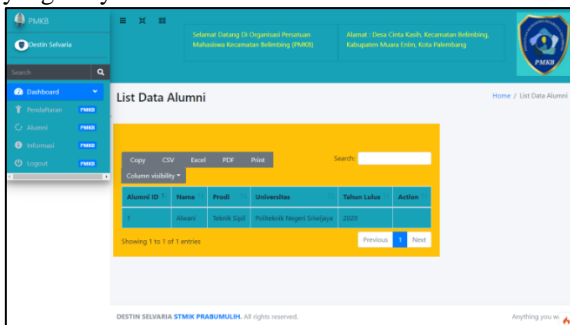 PMKB
Destin Selvaria
Search
Dashboard
Pendaftaran PMKB
Alumni PMKB
Informasi PMKB
Logout PMKB
Selamat Datang Di Organisasi Persatuan
Mahasiswa Kecamatan Belimbing (PMKB)
Alamat : Desa Cinta Kasih, Kecamatan Belimbing,
Kabupaten Muara Enim, Kota Palembang
PMKB
List Data Alumni
Home / List Data Alumni
Copy CSV Excel PDF Print
Column visibility
Search:
Alumni ID Nama Prodi Universitas Tahun Lulus Action
1 Teknik Sipil Politeknik Negeri Sriwijaya 2020
Showing 1 to 1 of 1 entries
Previous 1 Next
DESTIN SELVARIA STMIK PRABUMULIH. All rights reserved.
Anything you